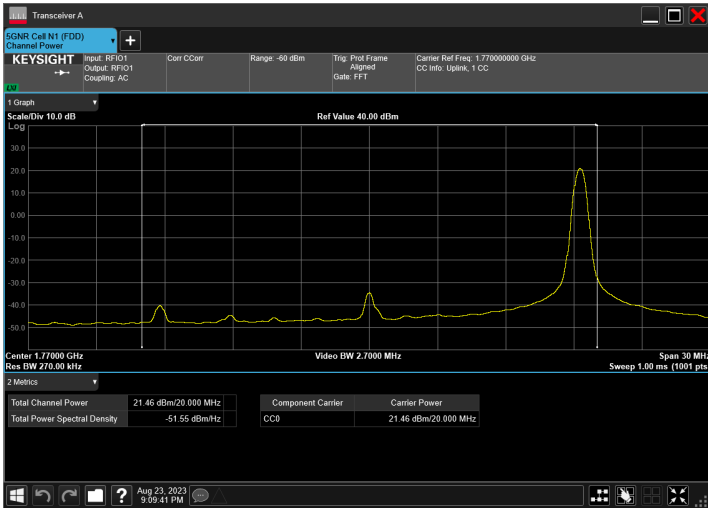 Transceiver A
5GNR Cell N1 (FDD)
Channel Power
KEYSIGHT
Input: RFIO1
Output: RFIO1
Coupling: AC
Corr CCorr
Range: -60 dBm
Trig: Prot Frame
Aligned
Gate: FFT
Carrier Ref Freq: 1.770000000 GHz
CC Info: Uplink, 1 CC
LXI
1 Graph
Scale/Div 10.0 dB
Ref Value 40.00 dBm
Log
30.0
20.0
10.0
0.00
-10.0
-20.0
-30.0
-40.0
-50.0
Center 1.77000 GHz
Video BW 2.7000 MHz
Span 30 MHz
Res BW 270.00 kHz
Sweep 1.00 ms (1001 pts
2 Metrics
Total Channel Power 21.46 dBm/20.000 MHz
Total Power Spectral Density -51.55 dBm/Hz
Component Carrier Carrier Power
CC0 21.46 dBm/20.000 MHz
Aug 23, 2023
9:09:41 PM